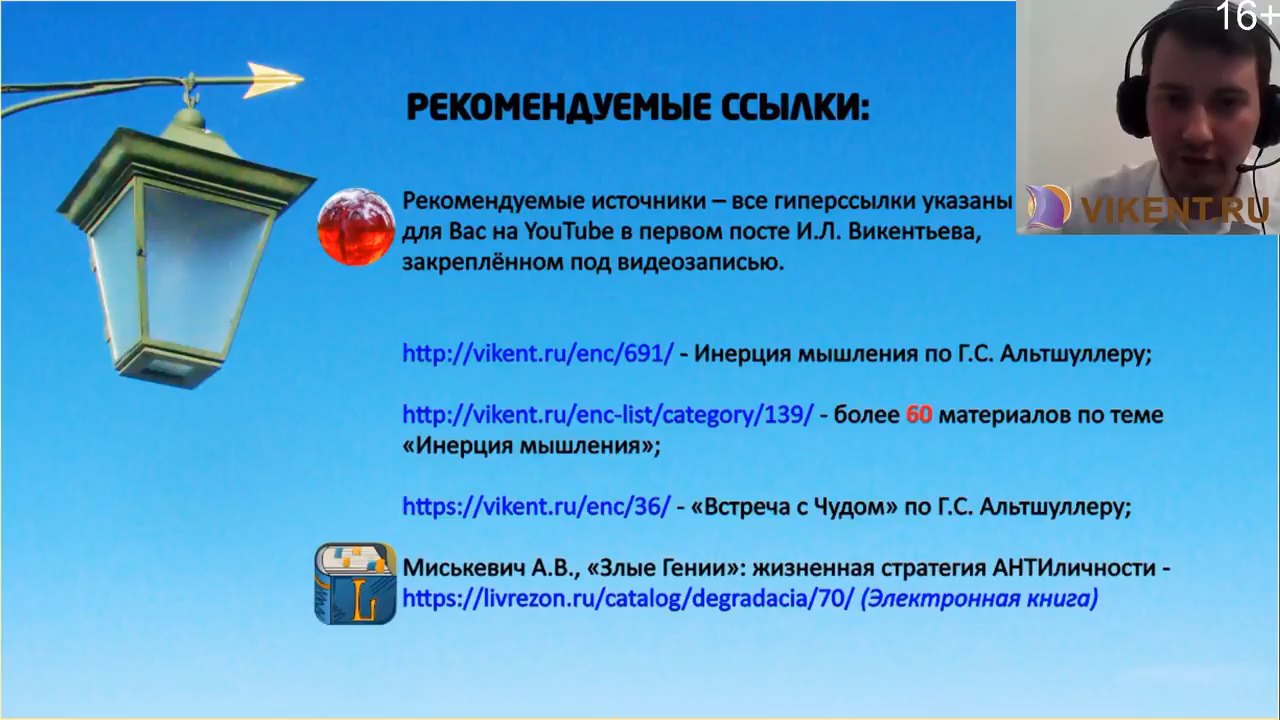 16+
РЕКОМЕНДУЕМЫЕ ССЫЛКИ:
Рекомендуемые источники – все гиперссылки указаны
VIKENT.RU
для Вас на YouTube в первом посте И.Л. Викентьева,
закреплённом под видеозаписью.
http://vikent.ru/enc/691/ - Инерция мышления по Г.С. Альтшуллеру;
http://vikent.ru/enc-list/category/139/ - более 60 материалов по теме
«Инерция мышления»;
https://vikent.ru/enc/36/ - «Встреча с Чудом» по Г.С. Альтшуллеру;
Миськевич А.В., «Злые Гении»: жизненная стратегия АНТИличности -
https://livrezon.ru/catalog/degradacia/70/ (Электронная книга)
L